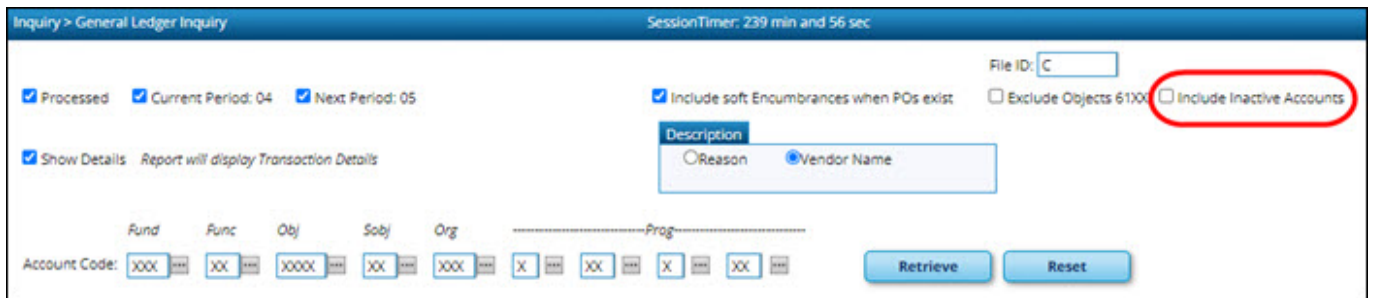 Inquiry > General Ledger Inquiry SessionTimer: 239 min and 56 sec
File ID: C
Processed Current Period: 04 Next Period: 05 Include soft Encumbrances when POs exist Exclude Objects 61XX Include Inactive Accounts
Description
Show Details Report will display Transaction Details Reason Vendor Name
Fund Func Obj Sobj Org --------------------------------Prog--------------------------------
Account Code: XXX XX XXXX XX XXX X XX X XX Retrieve Reset